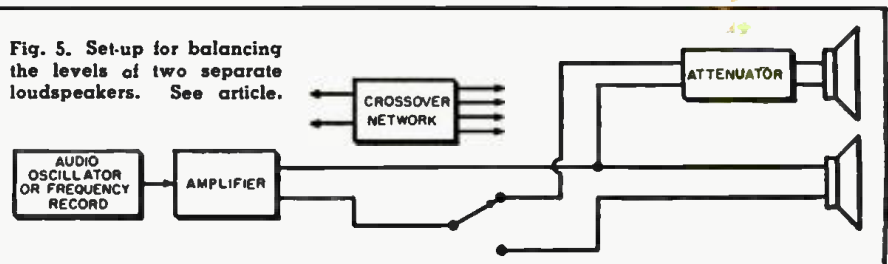 Fig. 5. Set-up for balancing
the levels of two separate
loudspeakers. See article.
CROSSOVER
NETWORK
ATTENUATOR
AUDIO
OSCILLATOR
OR FREQUENCY
RECORD
AMPLIFIER